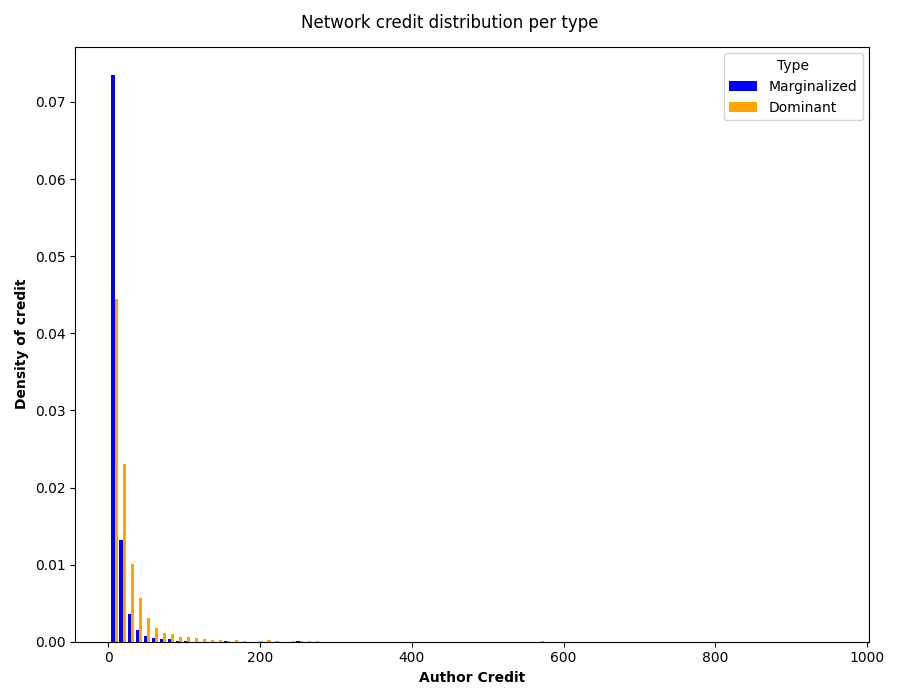 Network credit distribution per type
Type
Marginalized
Dominant
0.07
0.06
0.05
0.04
0.03
0.02
0.01
0.00
Density of credit
0 200 400 600 800 1000
Author Credit